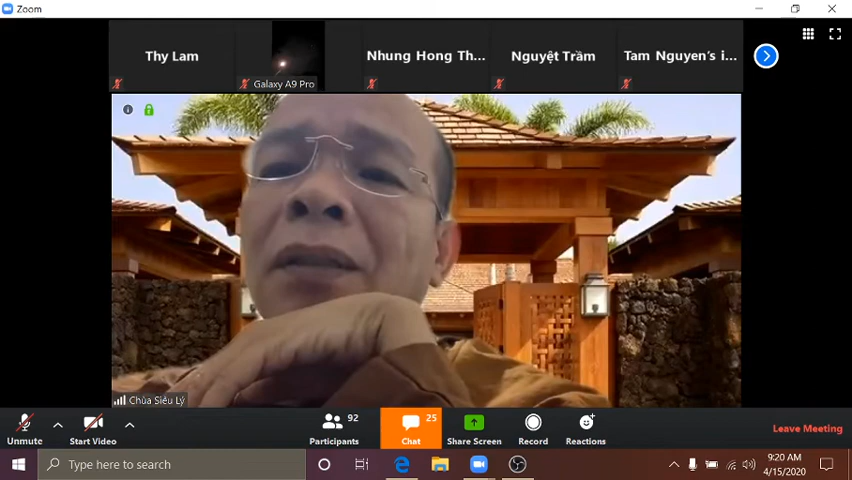 Zoom
Thy Lam
Galaxy A9 Pro
Nhung Hong Th...
Nguyệt Trầm
Tam Nguyen's i...
Chùa Siêu Lý
Unmute
Start Video
92
Participants
25
Chat
Share Screen
Record
Reactions
Leave Meeting
Type here to search
9:20 AM
4/15/2020